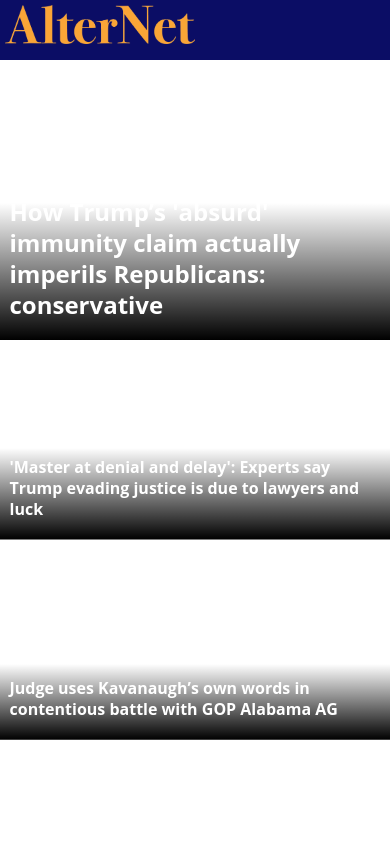 AlterNet
How Trump's 'absurd'
immunity claim actually
imperils Republicans:
conservative
'Master at denial and delay': Experts say
Trump evading justice is due to lawyers and
luck
Judge uses Kavanaugh’s own words in
contentious battle with GOP Alabama AG